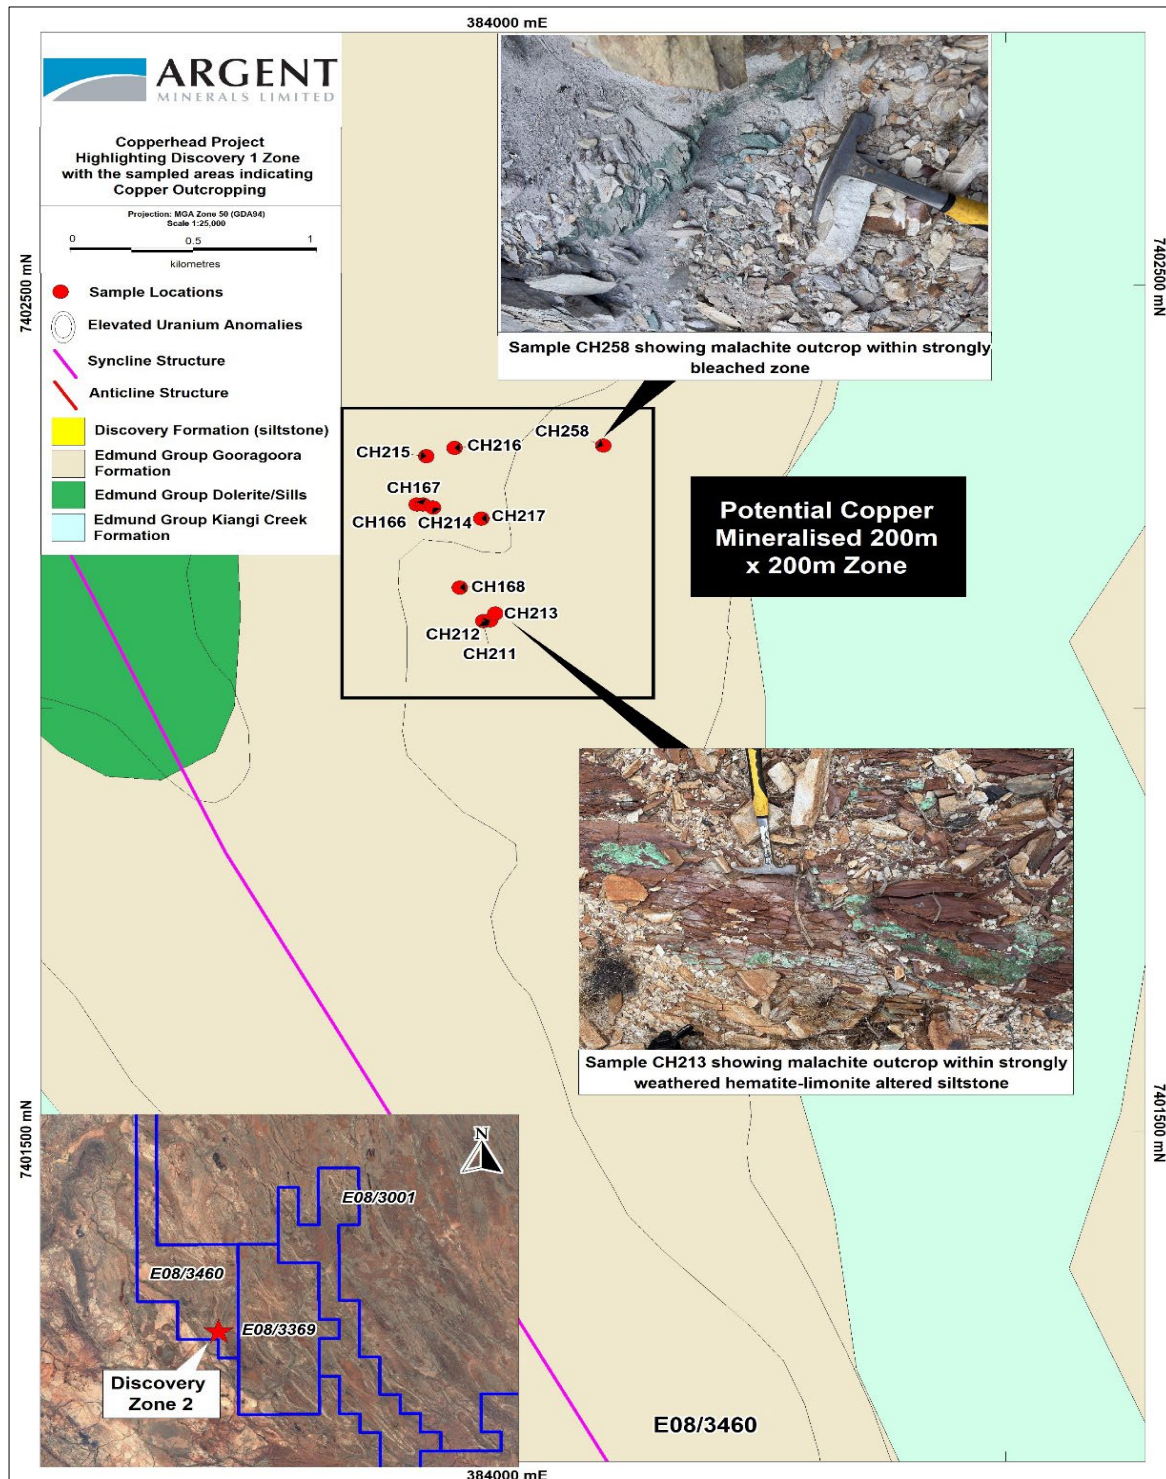 384000 mE
ARGENT
MINERALS LIMITED
Copperhead Project
Highlighting Discovery 1 Zone
with the sampled areas indicating
Copper Outcropping
Projection: MGA Zone 50 (GDA94)
Scale 1:25,000
0 0.5 1
kilometres
Sample Locations
Elevated Uranium Anomalies
Syncline Structure
Anticline Structure
Discovery Formation (siltstone)
Edmund Group Gooragoora
Formation
Edmund Group Dolerite/Sills
Edmund Group Kiangi Creek
Formation
7402500 mN
7402500 mN
Sample CH258 showing malachite outcrop within strongly
bleached zone
CH258
CH216
CH215
CH167
CH166
CH214
CH217
CH168
CH213
CH212
CH211
Potential Copper
Mineralised 200m
x 200m Zone
Sample CH213 showing malachite outcrop within strongly
weathered hematite-limonite altered siltstone
7401500 mN
7401500 mN
N
E08/3001
E08/3460
E08/3369
Discovery
Zone 2
E08/3460
384000 mE